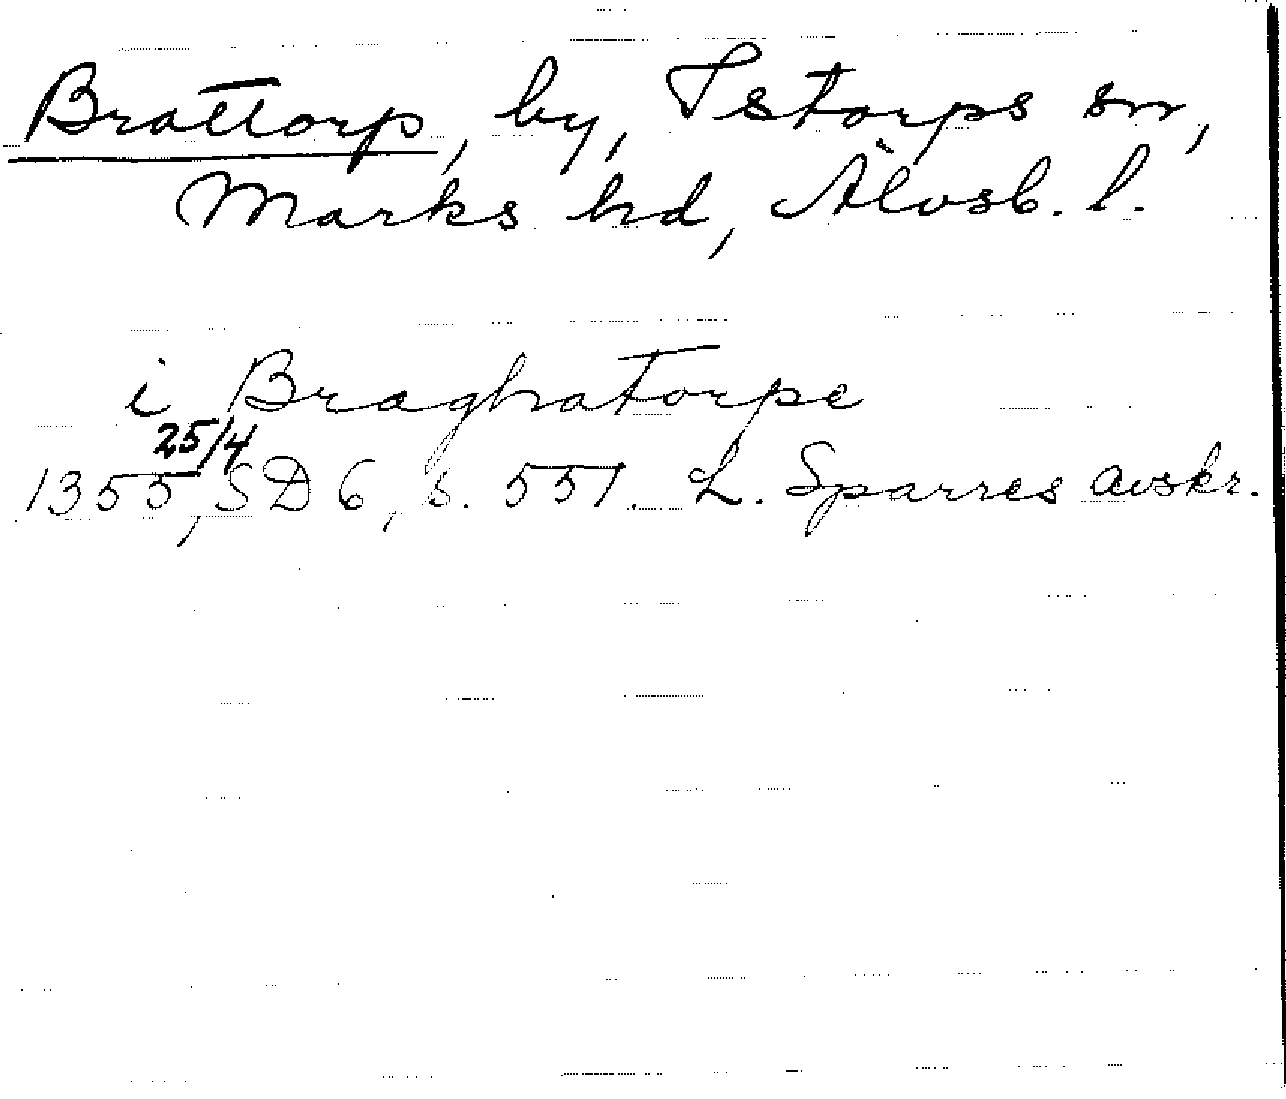 Brattorp, by, Istorps sn,
Marks hd, Älvsb. l.
i Braghatorpe
25/4
1355, SD 6, s. 551. L. Sparres avskr.